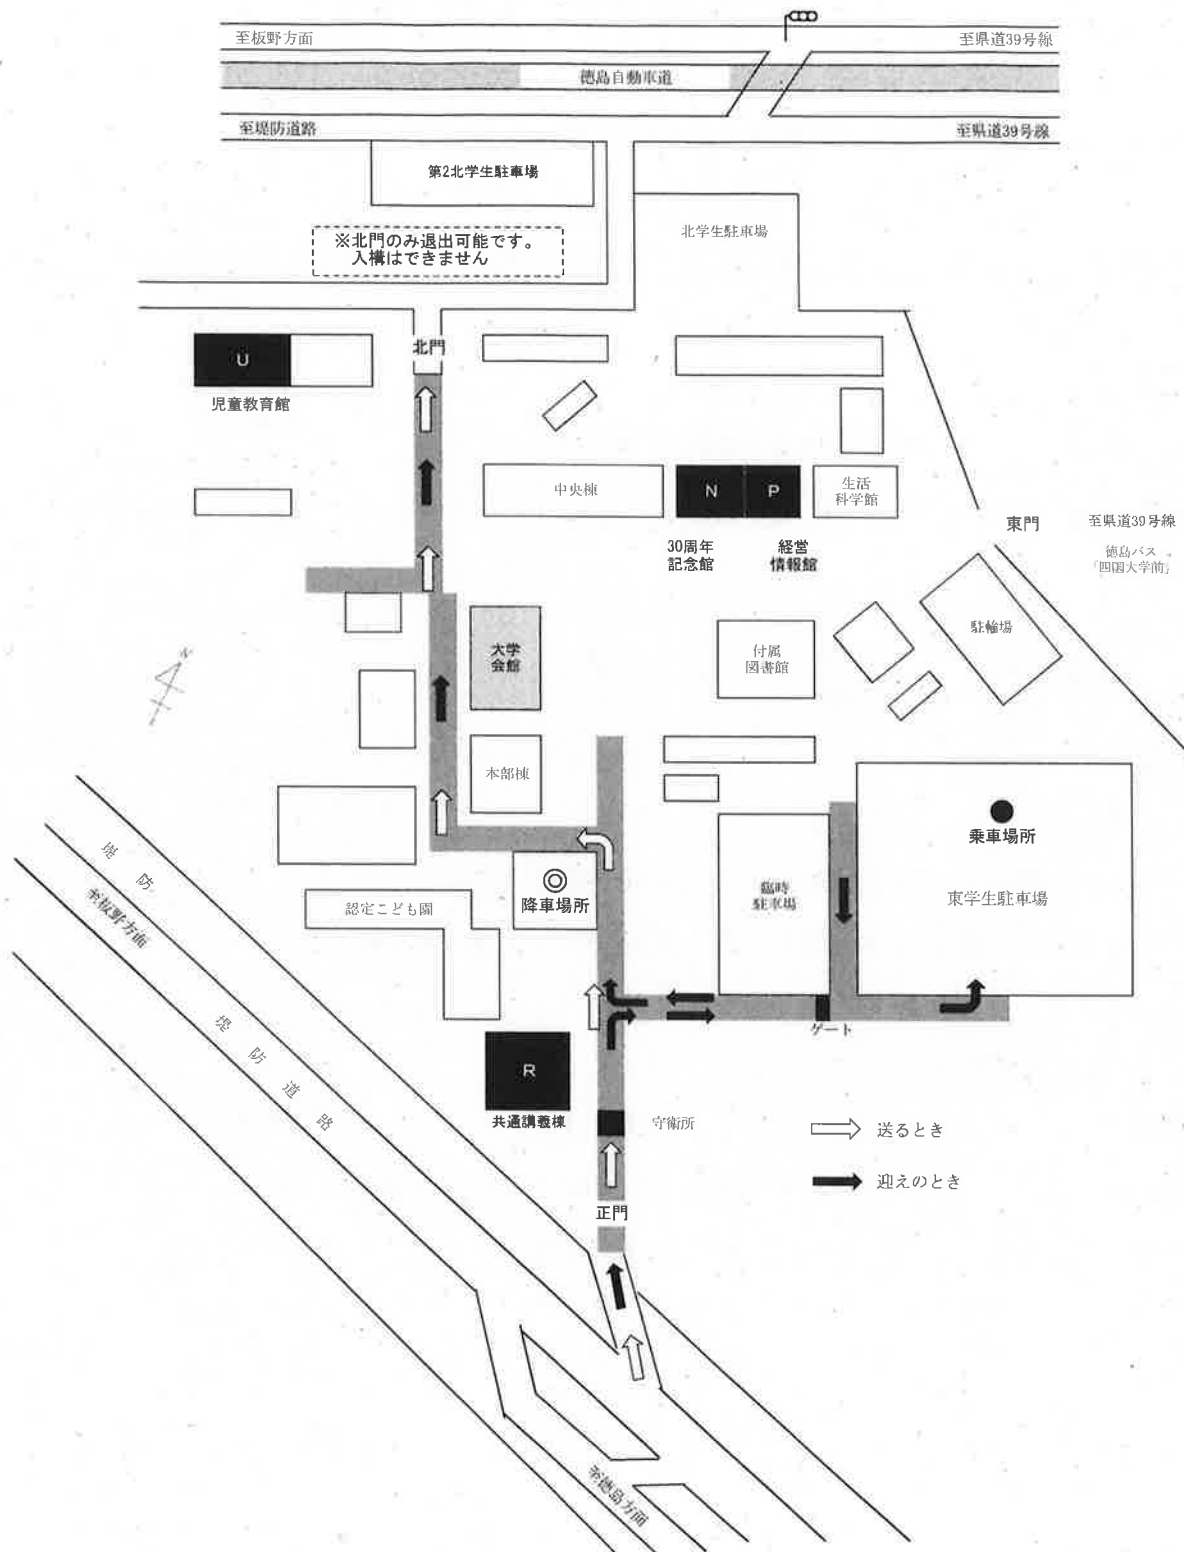 至板野方面
至県道39号線
徳島自動車道
至堤防道路
至県道39号線
第2北学生駐車場
北学生駐車場
※北門のみ退出可能です。
入構はできません
北門
U
児童教育館
中央棟
N
P
生活
科学館
30周年
記念館
経営
情報館
東門
至県道39号線
徳島バス
「四国大学前」
駐輪場
大学
会館
付属
図書館
N
本部棟
乗車場所
東学生駐車場
臨時
駐車場
降車場所
認定こども園
堤防
至板野方面
堤防道路
ゲート
R
共通講義棟
守衛所
送るとき
迎えのとき
正門
至徳島方面